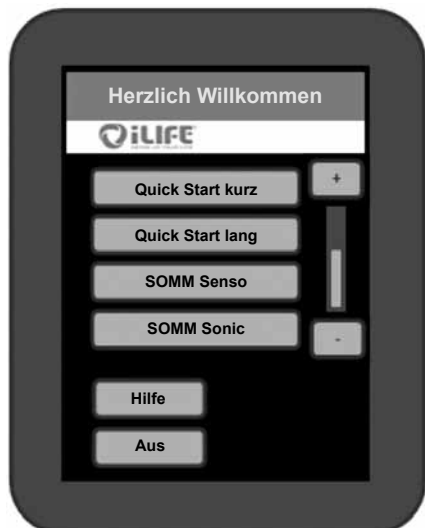 Herzlich Willkommen
iLIFE
Quick Start kurz
+
Quick Start lang
SOMM Senso
SOMM Sonic
-
Hilfe
Aus